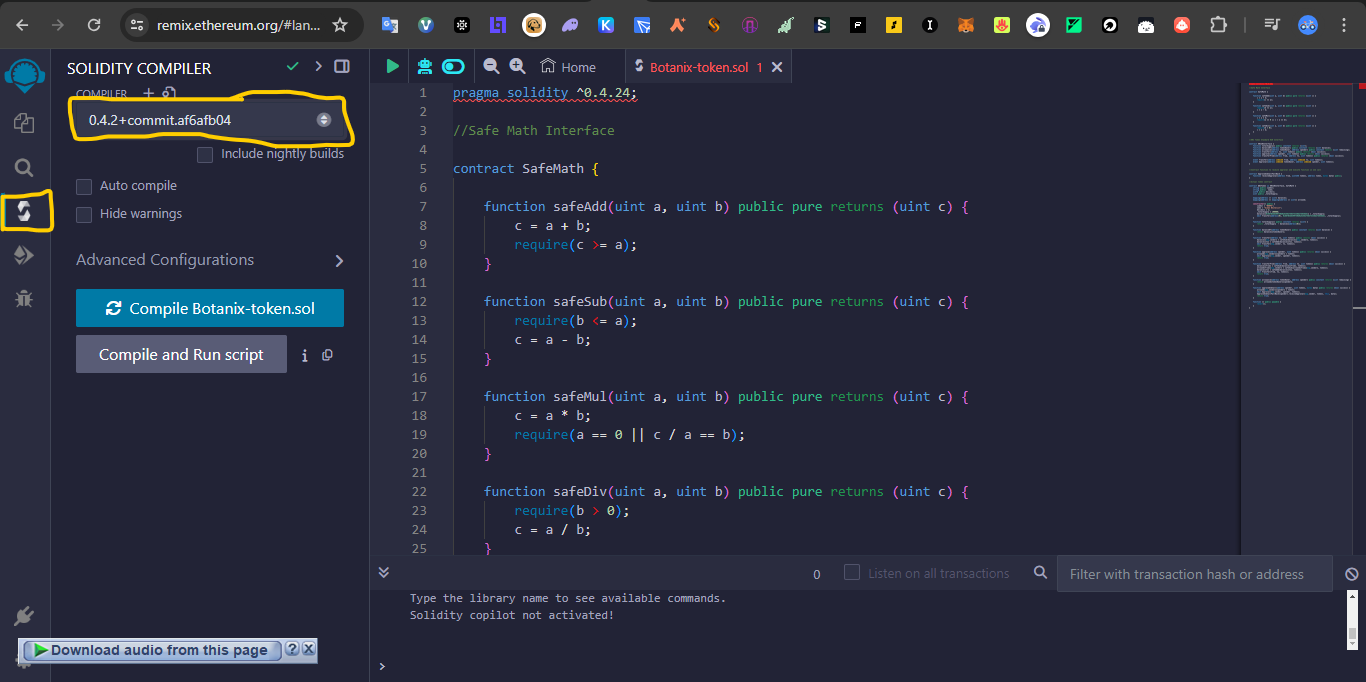 remix.ethereum.org/#lan...
SOLIDITY COMPILER
COMPILER
0.4.2+commit.af6afb04
Include nightly builds
Auto compile
Hide warnings
Advanced Configurations
Compile Botanix-token.sol
Compile and Run script
Home
Botanix-token.sol 1
1 pragma solidity ^0.4.24;
2
3 //Safe Math Interface
4
5 contract SafeMath {
6
7 function safeAdd(uint a, uint b) public pure returns (uint c) {
8 c = a + b;
9 require(c >= a);
10 }
11
12 function safeSub(uint a, uint b) public pure returns (uint c) {
13 require(b <= a);
14 c = a - b;
15 }
16
17 function safeMul(uint a, uint b) public pure returns (uint c) {
18 c = a * b;
19 require(a == 0 || c / a == b);
20 }
21
22 function safeDiv(uint a, uint b) public pure returns (uint c) {
23 require(b > 0);
24 c = a / b;
25 }
0
Listen on all transactions
Filter with transaction hash or address
Type the library name to see available commands.
Solidity copilot not activated!
>
Download audio from this page